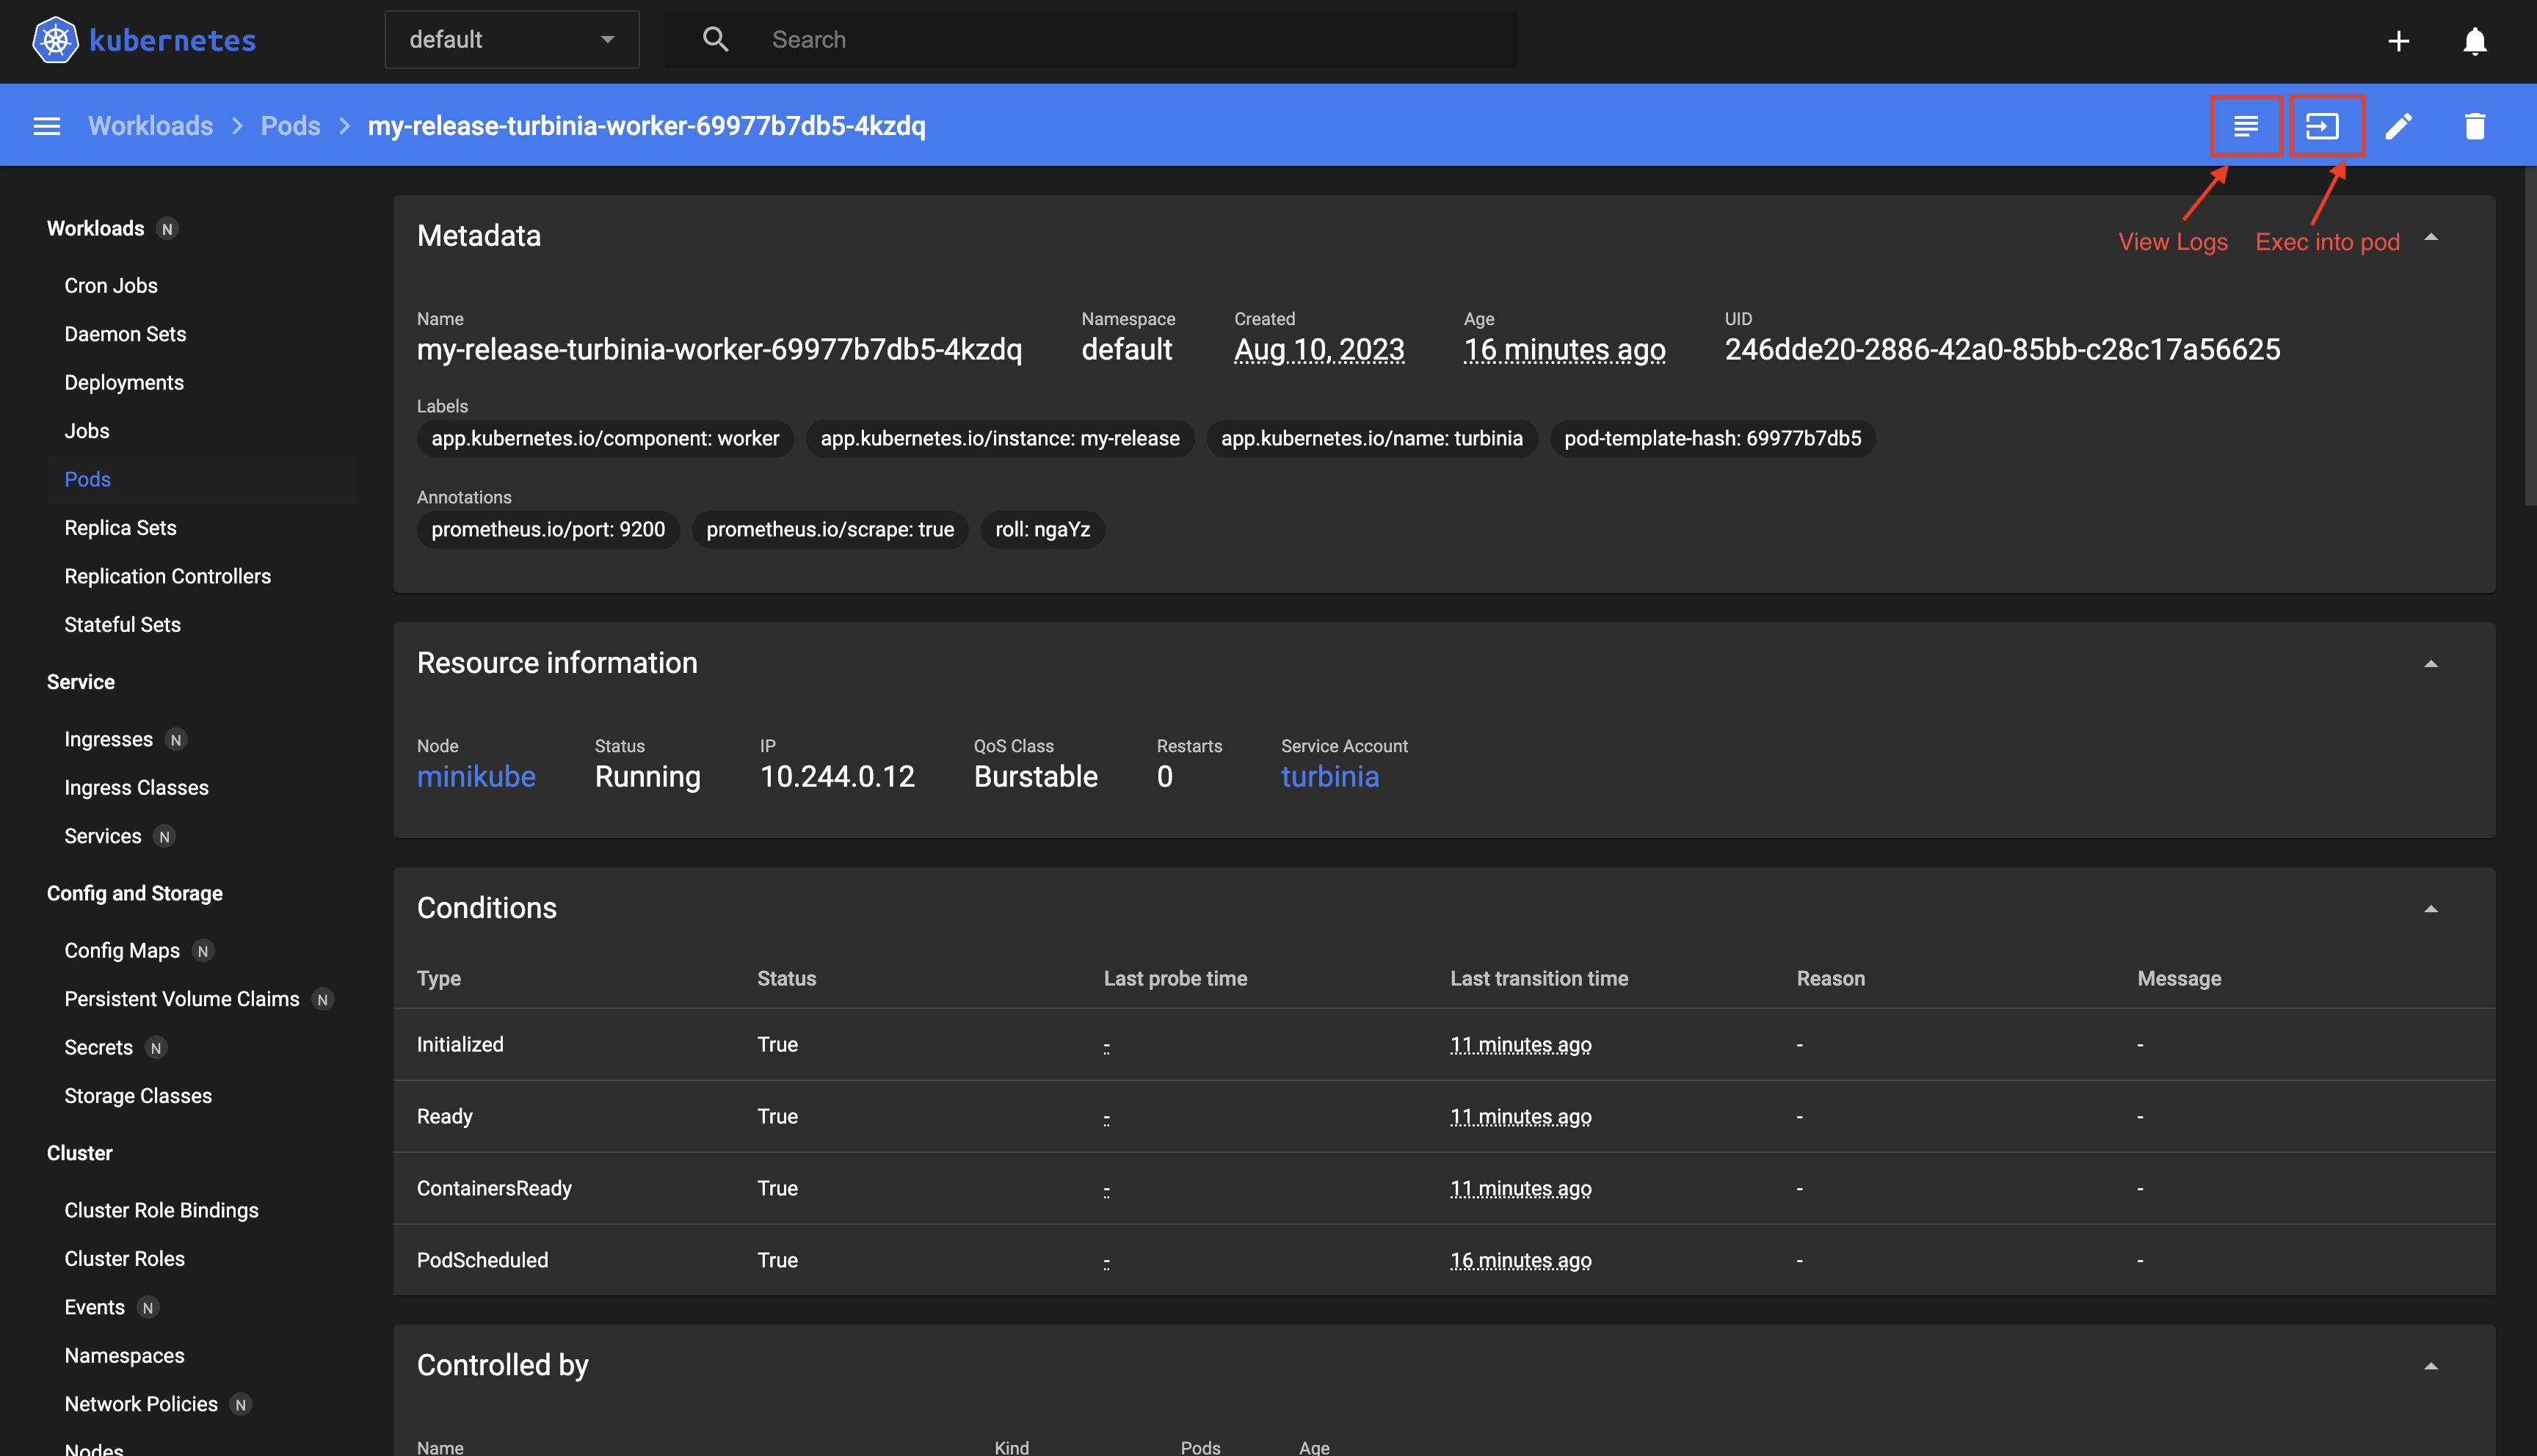 kubernetes
default
Search
Workloads > Pods > my-release-turbinia-worker-69977b7db5-4kzdq
View Logs Exec into pod
Workloads N
Cron Jobs
Daemon Sets
Deployments
Jobs
Pods
Replica Sets
Replication Controllers
Stateful Sets
Service
Ingresses N
Ingress Classes
Services N
Config and Storage
Config Maps N
Persistent Volume Claims N
Secrets N
Storage Classes
Cluster
Cluster Role Bindings
Cluster Roles
Events N
Namespaces
Network Policies N
Nodes
Metadata
Name Namespace Created Age UID
my-release-turbinia-worker-69977b7db5-4kzdq default Aug 10, 2023 16 minutes ago 246dde20-2886-42a0-85bb-c28c17a56625
Labels
app.kubernetes.io/component: worker app.kubernetes.io/instance: my-release app.kubernetes.io/name: turbinia pod-template-hash: 69977b7db5
Annotations
prometheus.io/port: 9200 prometheus.io/scrape: true roll: ngaYz
Resource information
Node Status IP QoS Class Restarts Service Account
minikube Running 10.244.0.12 Burstable 0 turbinia
Conditions
Type Status Last probe time Last transition time Reason Message
Initialized True - 11 minutes ago - -
Ready True - 11 minutes ago - -
ContainersReady True - 11 minutes ago - -
PodScheduled True - 16 minutes ago - -
Controlled by
Name Kind Pods Age